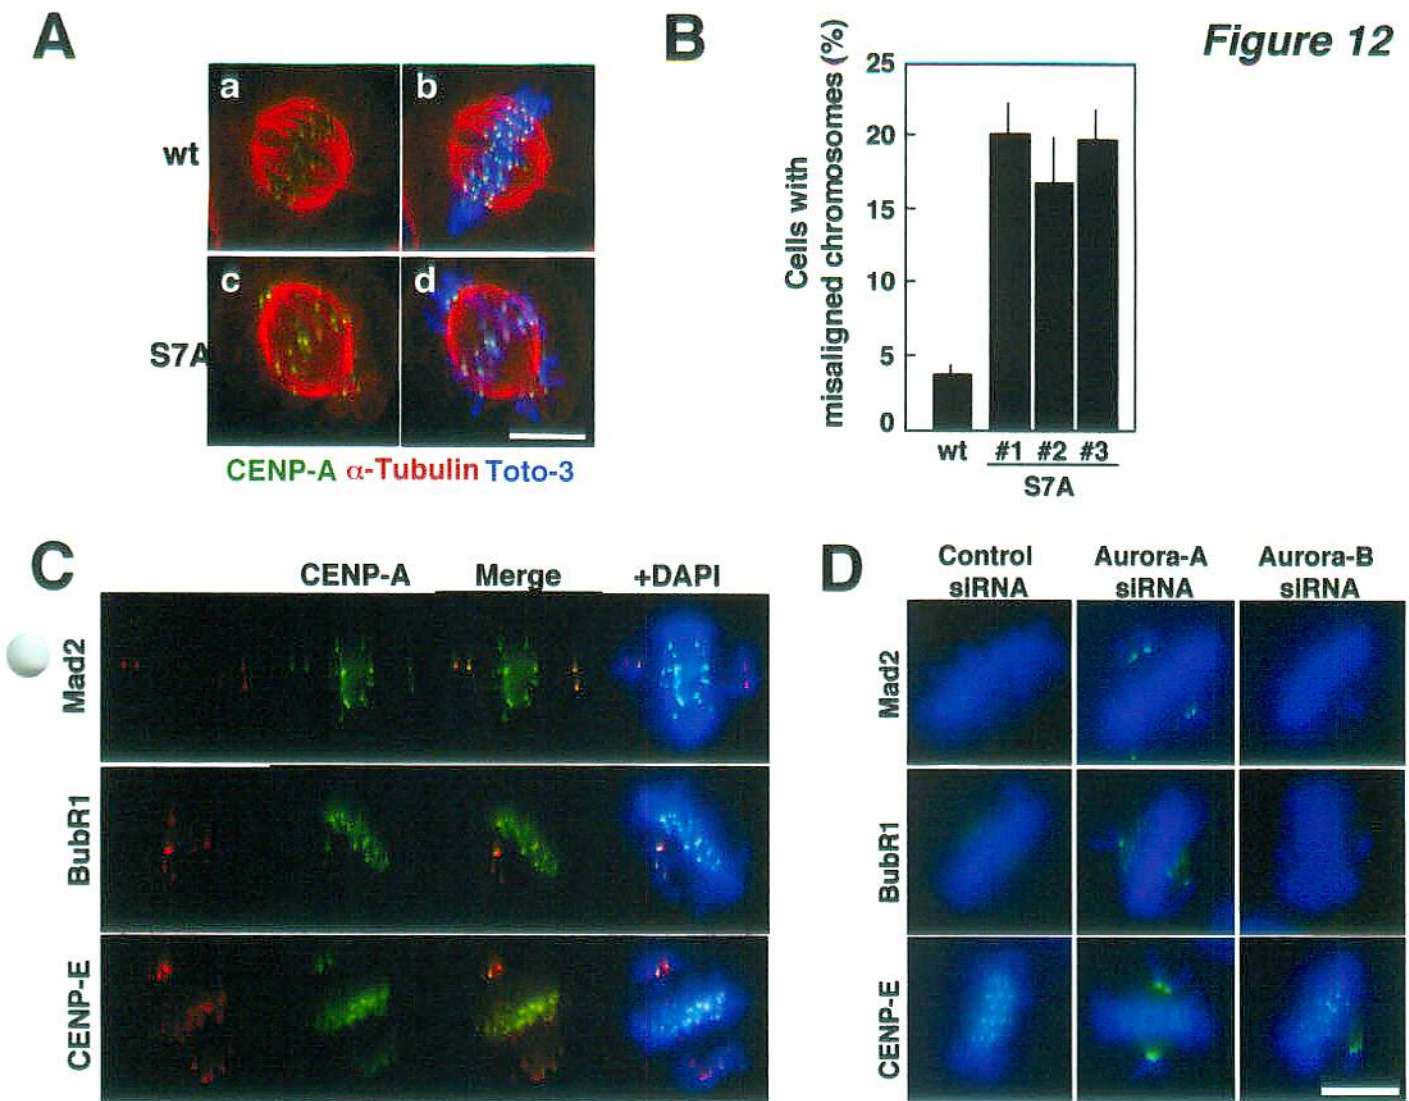 Figure 12
A
a
b
wt
c
d
S7A
CENP-A α-Tubulin Toto-3
B
Cells with
misaligned chromosomes (%)
25
20
15
10
5
0
wt
#1 #2 #3
S7A
C
CENP-A Merge +DAPI
Mad2
BubR1
CENP-E
D
Control
siRNA
Aurora-A
siRNA
Aurora-B
siRNA
Mad2
BubR1
CENP-E